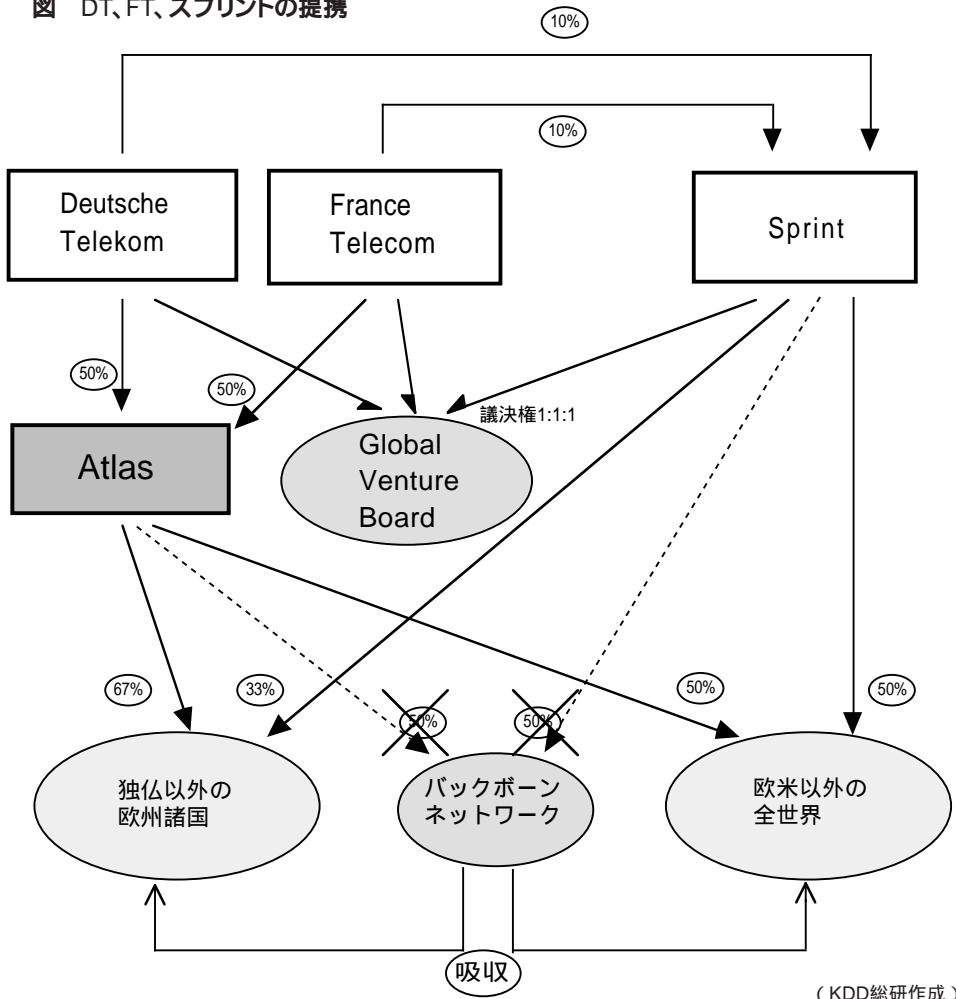 図 DT、FT、スプリントの提携
10%
10%
Deutsche
Telekom
France
Telecom
Sprint
50%
50%
議決権1:1:1
Atlas
Global
Venture
Board
67%
33%
50%
50%
50%
50%
独仏以外の
欧州諸国
バックボーン
ネットワーク
欧米以外の
全世界
吸収
(KDD総研作成)